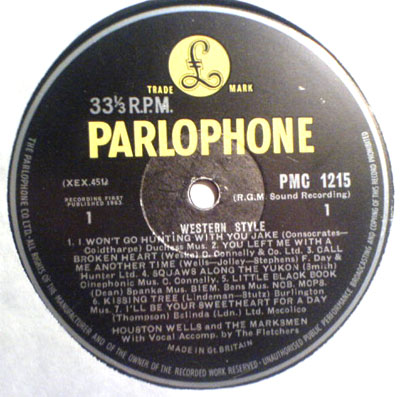 £
TRADE MARK
33⅓ R.P.M.
PARLOPHONE
(XEX.451)
RECORDING FIRST
PUBLISHED 1963
1
PMC 1215
(R.G.M. Sound Recording)
1
WESTERN STYLE
1. I WON'T GO HUNTING WITH YOU JAKE (Consocrates—
Coldtharpe) Duchess Mus. 2. YOU LEFT ME WITH A
BROKEN HEART (Welke) D. Connelly & Co. Ltd. 3. CALL
ME ANOTHER TIME (Wells—Jolley—Stephens) F. Day &
Hunter Ltd. 4. SQUAWS ALONG THE YUKON (Smith)
Cinephonic Mus. C. Connelly. 5. LITTLE BLACK BOOK
(Dean) Spanka Mus. BIEM. Bens Mus. NCB. MCPS.
6. KISSING TREE (Lindeman—Stutz) Burlington
Mus. 7. I'LL BE YOUR SWEETHEART FOR A DAY
(Thompson) Belinda (Ldn.) Ltd. Mecolico
HOUSTON WELLS and THE MARKSMEN
With Vocal Accomp. by The Fletchers
MADE IN GT. BRITAIN
THE PARLOPHONE CO. LTD. ALL RIGHTS OF THE MANUFACTURER AND OF THE OWNER OF THE RECORDED WORK RESERVED. UNAUTHORISED PUBLIC PERFORMANCE BROADCASTING AND COPYING OF THIS RECORD PROHIBITED